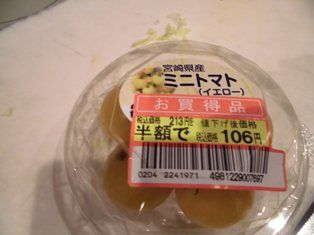 宮崎県産
ミニトマト
(イエロー)
お買得品
税込価格 213円を 値下げ後価格
半額で 税込価格 106円
0204 2241971 4981229007697